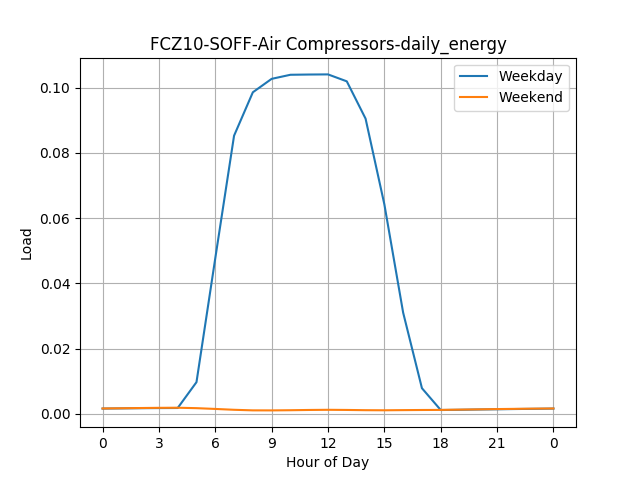 FCZ10-SOFF-Air Compressors-daily_energy
Weekday
Weekend
0.10
0.08
0.06
0.04
0.02
0.00
Load
0 3 6 9 12 15 18 21 0
Hour of Day